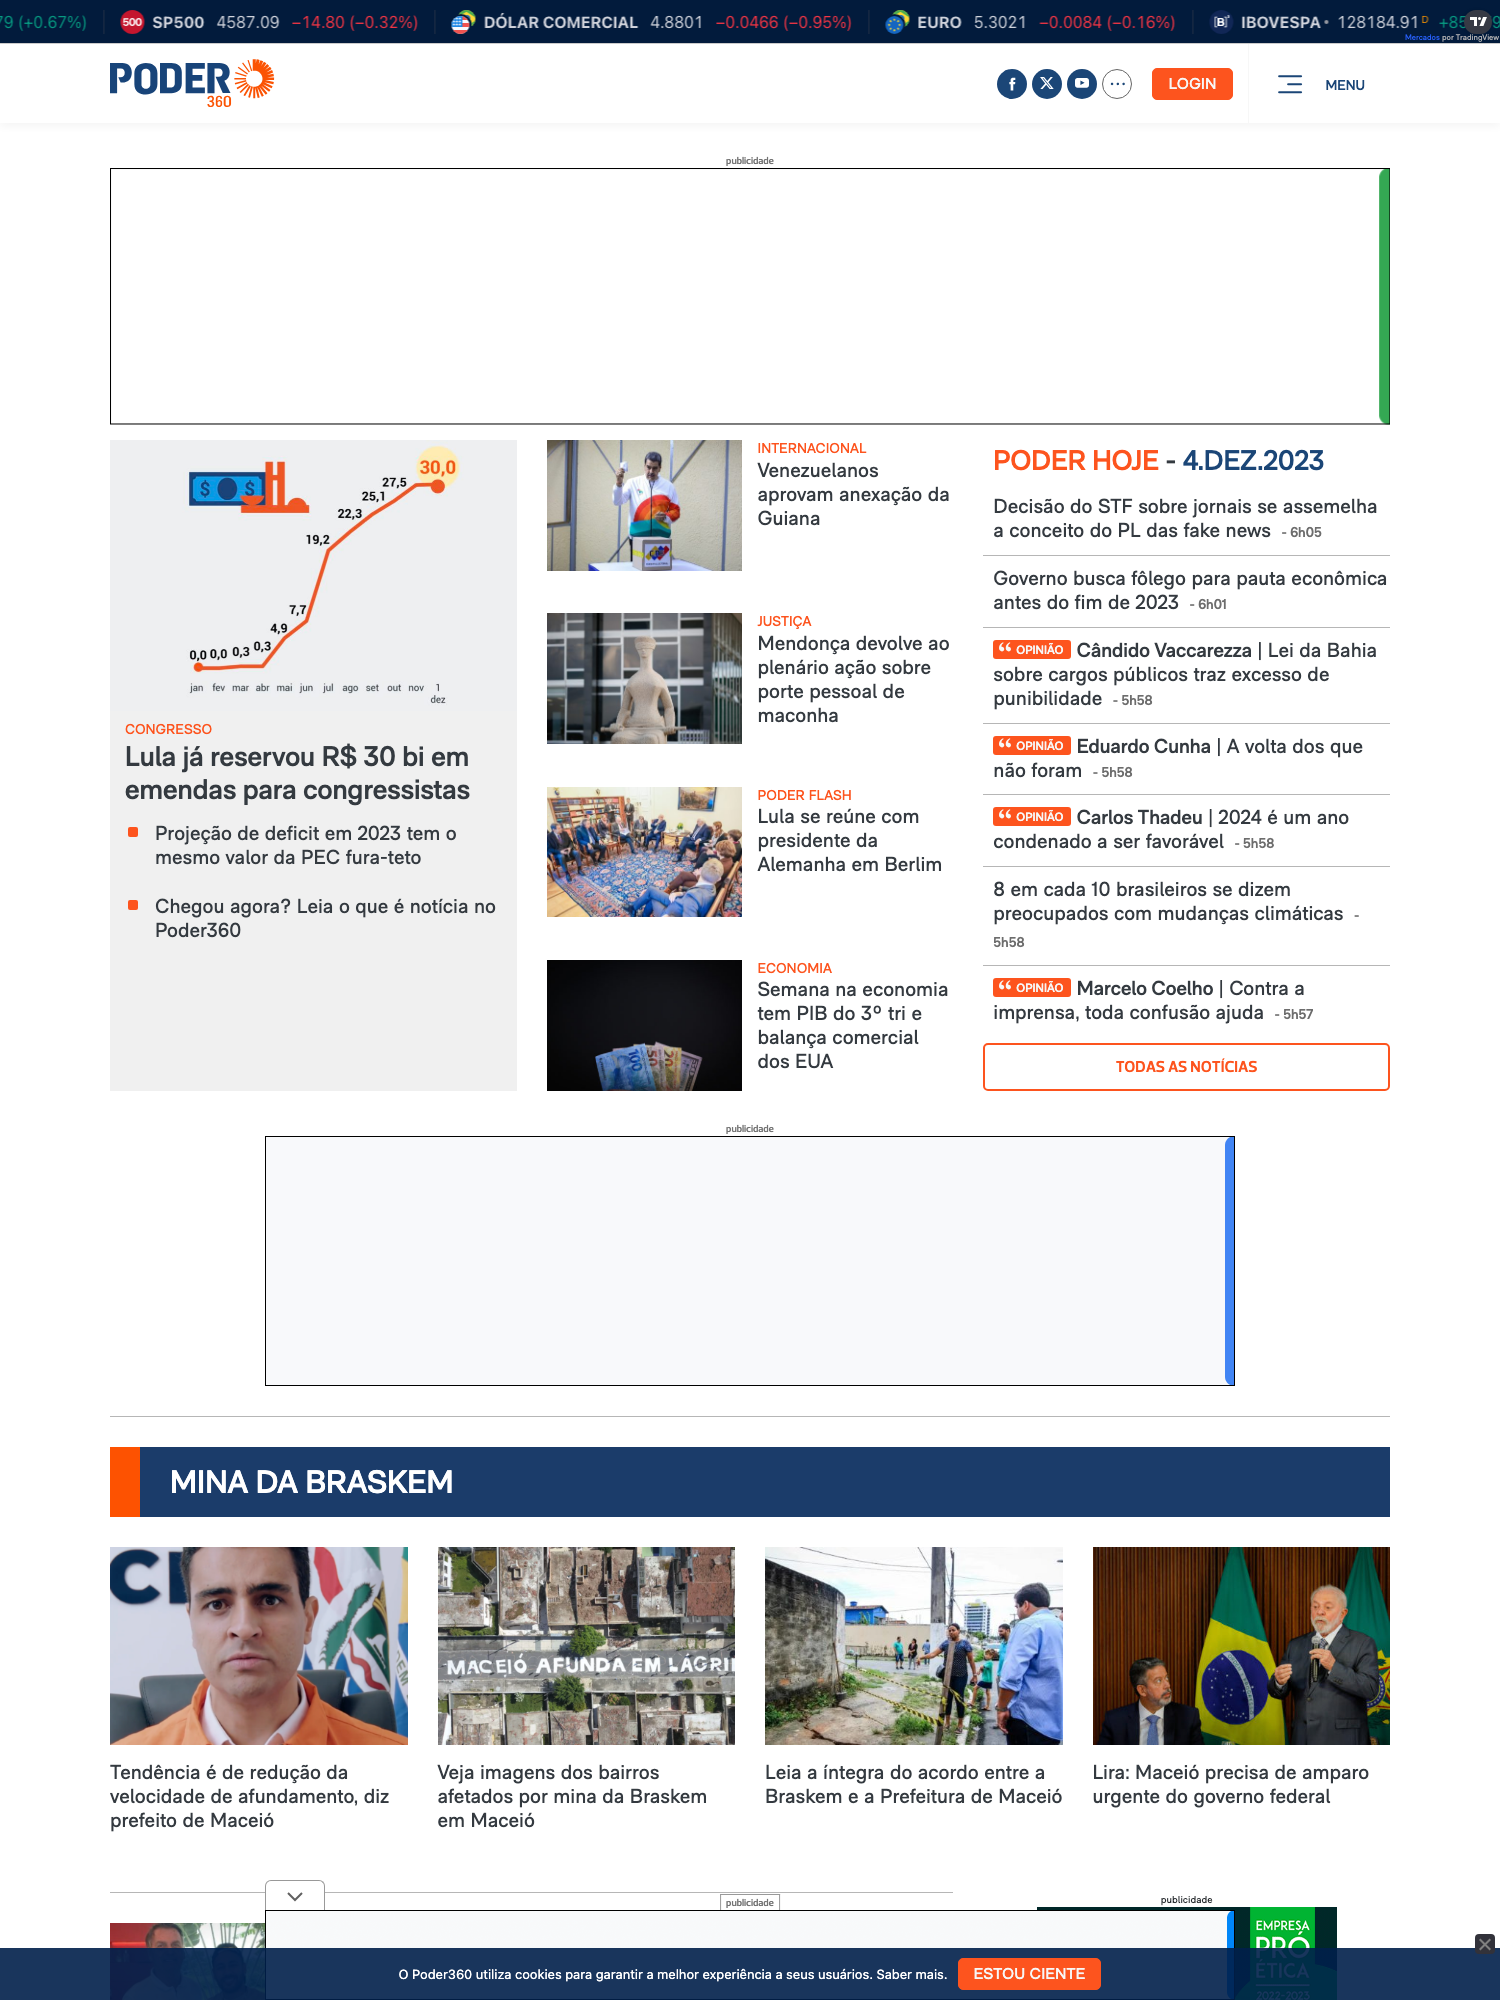 79 (+0.67%) SP500 4587.09 −14.80 (−0.32%) DÓLAR COMERCIAL 4.8801 −0.0466 (−0.95%) EURO 5.3021 −0.0084 (−0.16%) IBOVESPA 128184.91 D
Mercados por TradingView
PODER
360
LOGIN
MENU
publicidade
30,0
27,5
25,1
22,3
19,2
7,7
4,9
0,0 0,0 0,3 0,3
jan fev mar abr mai jun jul ago set out nov 1
dez
CONGRESSO
Lula já reservou R$ 30 bi em
emendas para congressistas
Projeção de deficit em 2023 tem o
mesmo valor da PEC fura-teto
Chegou agora? Leia o que é notícia no
Poder360
INTERNACIONAL
Venezuelanos
aprovam anexação da
Guiana
JUSTIÇA
Mendonça devolve ao
plenário ação sobre
porte pessoal de
maconha
PODER FLASH
Lula se reúne com
presidente da
Alemanha em Berlim
ECONOMIA
Semana na economia
tem PIB do 3º tri e
balança comercial
dos EUA
PODER HOJE - 4.DEZ.2023
Decisão do STF sobre jornais se assemelha
a conceito do PL das fake news - 6h05
Governo busca fôlego para pauta econômica
antes do fim de 2023 - 6h01
OPINIÃO Cândido Vaccarezza | Lei da Bahia
sobre cargos públicos traz excesso de
punibilidade - 5h58
OPINIÃO Eduardo Cunha | A volta dos que
não foram - 5h58
OPINIÃO Carlos Thadeu | 2024 é um ano
condenado a ser favorável - 5h58
8 em cada 10 brasileiros se dizem
preocupados com mudanças climáticas -
5h58
OPINIÃO Marcelo Coelho | Contra a
imprensa, toda confusão ajuda - 5h57
TODAS AS NOTÍCIAS
publicidade
MINA DA BRASKEM
MACEIÓ AFUNDA EM LÁGRI
Tendência é de redução da
velocidade de afundamento, diz
prefeito de Maceió
Veja imagens dos bairros
afetados por mina da Braskem
em Maceió
Leia a íntegra do acordo entre a
Braskem e a Prefeitura de Maceió
Lira: Maceió precisa de amparo
urgente do governo federal
publicidade
publicidade
EMPRESA
PRÓ
ÉTICA
2022-2023
O Poder360 utiliza cookies para garantir a melhor experiência a seus usuários. Saber mais.
ESTOU CIENTE